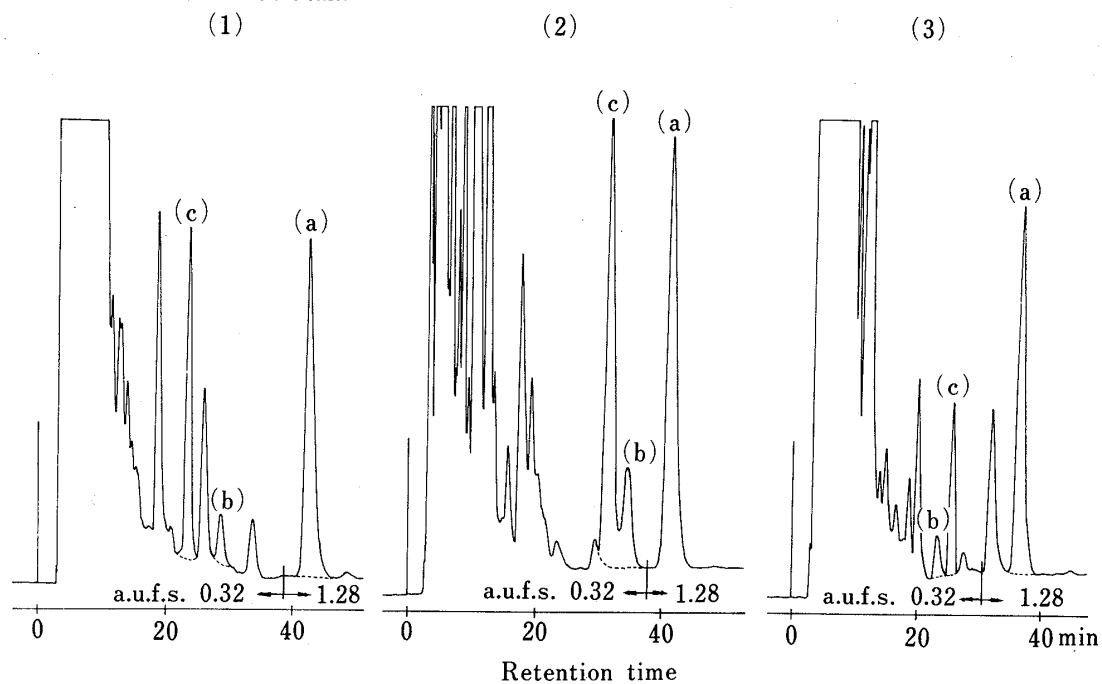 (1) (2) (3)
(c) (a)
(c) (a)
(a)
(c)
(b)
(b)
(b)
a.u.f.s. 0.32 1.28 a.u.f.s. 0.32 1.28 a.u.f.s. 0.32 1.28
0 20 40 0 20 40 0 20 40 min
Retention time